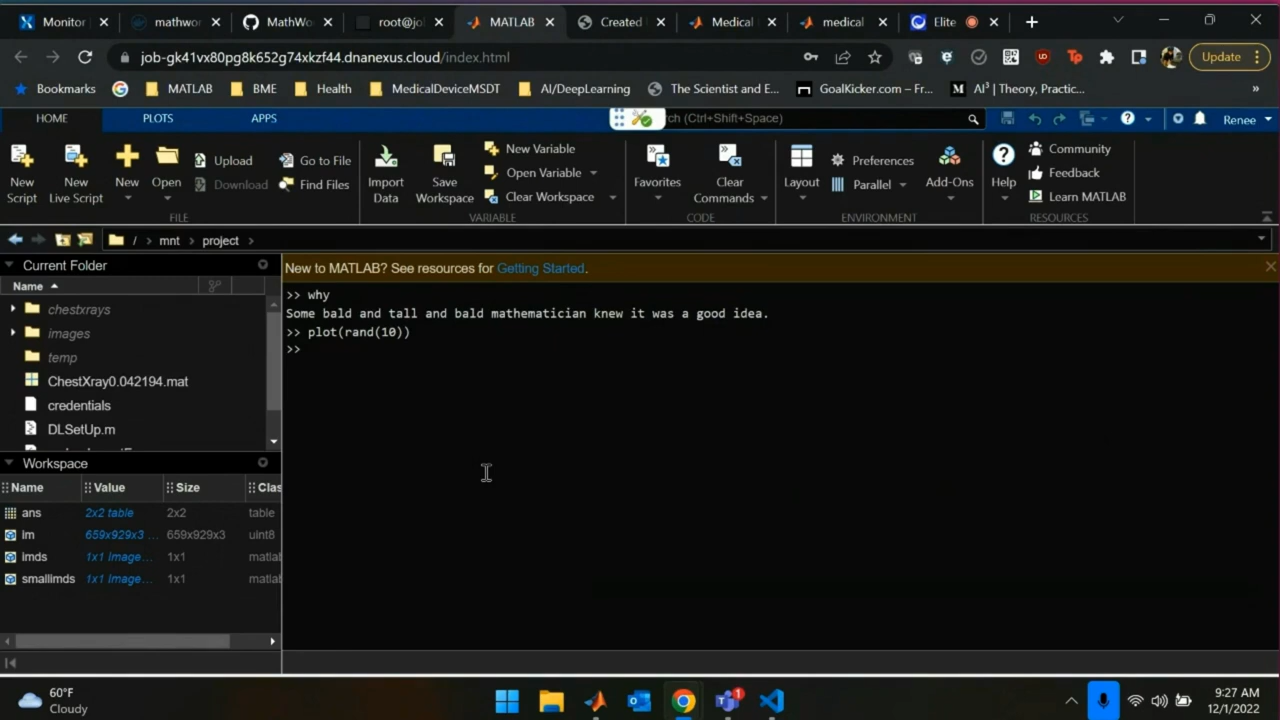 Monitor
mathwor
MathWo
root@jo
MATLAB
Created
Medical
medical
Elite
job-gk41vx80pg8k652g74xkzf44.dnanexus.cloud/index.html
Update
Bookmarks
MATLAB
BME
Health
MedicalDeviceMSDT
AI/DeepLearning
The Scientist and E...
GoalKicker.com – Fr...
AI³ | Theory, Practic...
»
HOME
PLOTS
APPS
ch (Ctrl+Shift+Space)
Renee
New Script
New Live Script
New
Open
Upload
Download
Go to File
Find Files
FILE
Import Data
Save Workspace
New Variable
Open Variable
Clear Workspace
VARIABLE
Favorites
Clear Commands
CODE
Layout
Preferences
Parallel
Add-Ons
ENVIRONMENT
Help
Community
Feedback
Learn MATLAB
RESOURCES
/ > mnt > project >
Current Folder
Name
chestxrays
images
temp
ChestXray0.042194.mat
credentials
DLSetUp.m
New to MATLAB? See resources for Getting Started.
>> why
Some bald and tall and bald mathematician knew it was a good idea.
>> plot(rand(10))
>>
Workspace
Name Value Size Clas
ans 2x2 table 2x2 table
im 659x929x3 ... 659x929x3 uint8
imds 1x1 Image... 1x1 matlab
smallimds 1x1 Image... 1x1 matlab
60°F
Cloudy
1
9:27 AM
12/1/2022